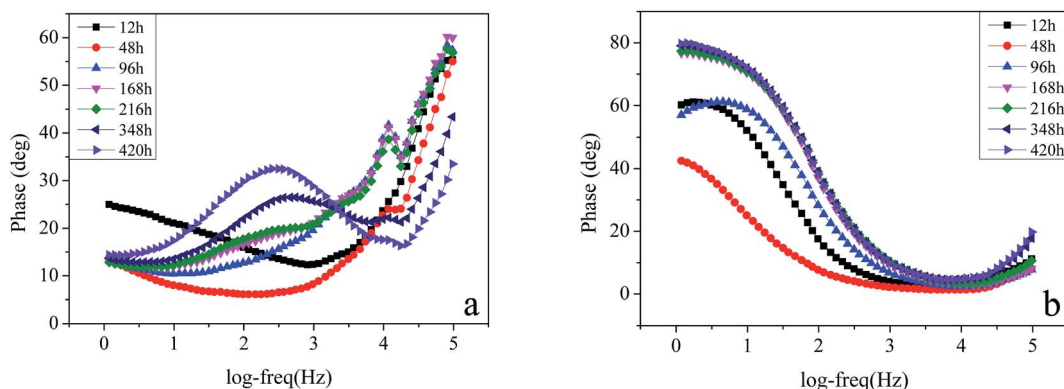 60
50
40
30
20
10
0
Phase (deg)
12h
48h
96h
168h
216h
348h
420h
0 1 2 3 4 5
log-freq(Hz)
a
80
60
40
20
0
Phase (deg)
12h
48h
96h
168h
216h
348h
420h
0 1 2 3 4 5
log-freq(Hz)
b